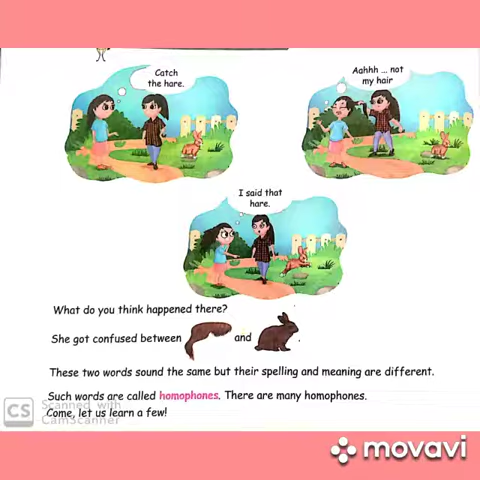 Catch
the hare.
Aahhh ... not
my hair
I said that
hare.
What do you think happened there?
She got confused between and
These two words sound the same but their spelling and meaning are different.
Such words are called homophones. There are many homophones.
Come, let us learn a few!
CS Scanned with
CamScanner
movavi